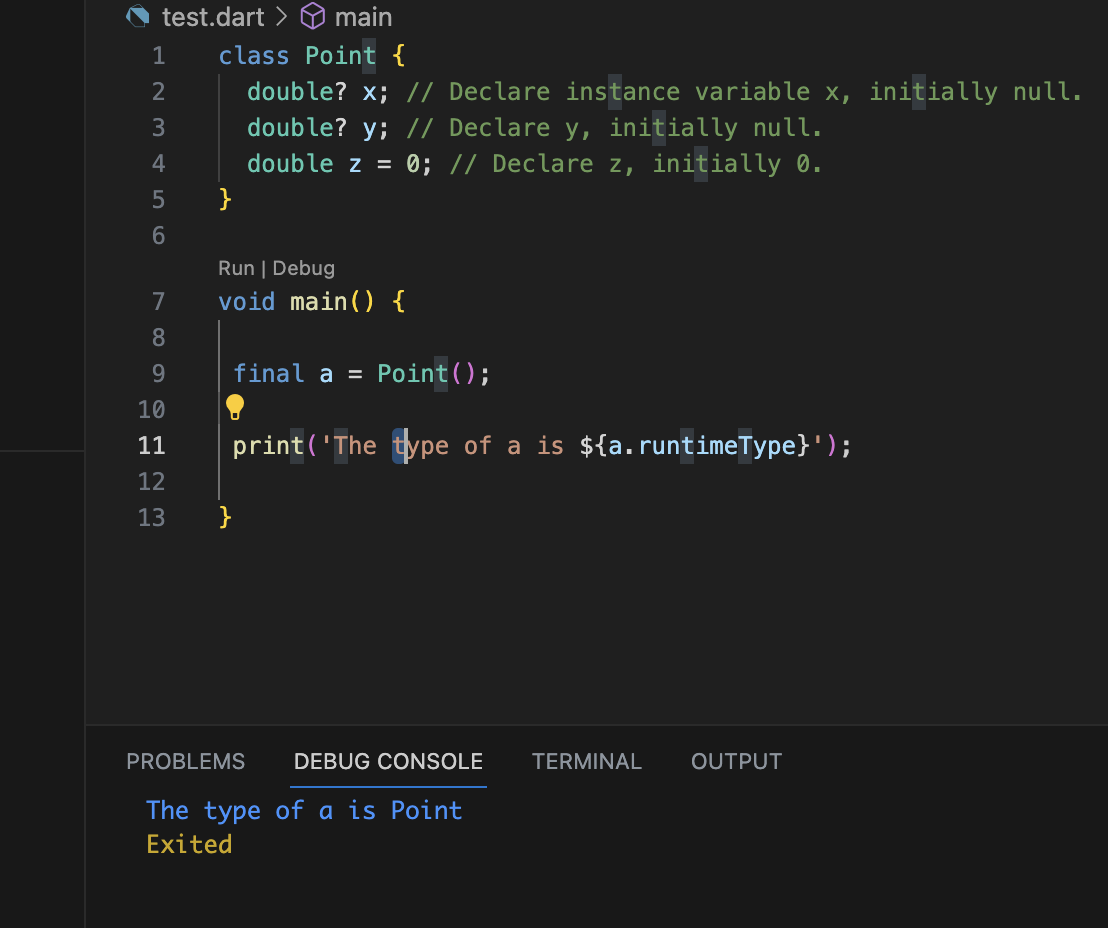 test.dart > main
1 class Point {
2 double? x; // Declare instance variable x, initially null.
3 double? y; // Declare y, initially null.
4 double z = 0; // Declare z, initially 0.
5 }
6
Run | Debug
7 void main() {
8
9 final a = Point();
10
11 print('The type of a is ${a.runtimeType}');
12
13 }
PROBLEMS DEBUG CONSOLE TERMINAL OUTPUT
The type of a is Point
Exited